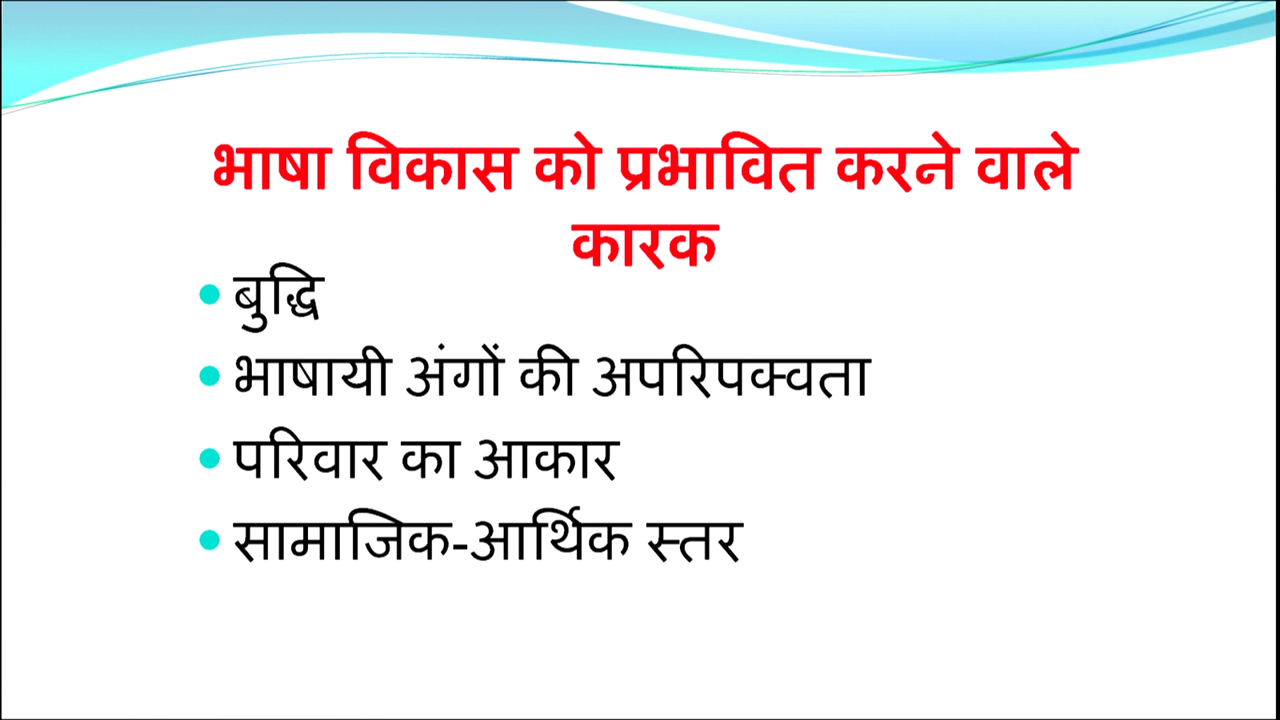 भाषा विकास को प्रभावित करने वाले
कारक
• बुद्धि
• भाषायी अंगों की अपरिपक्वता
• परिवार का आकार
• सामाजिक-आर्थिक स्तर